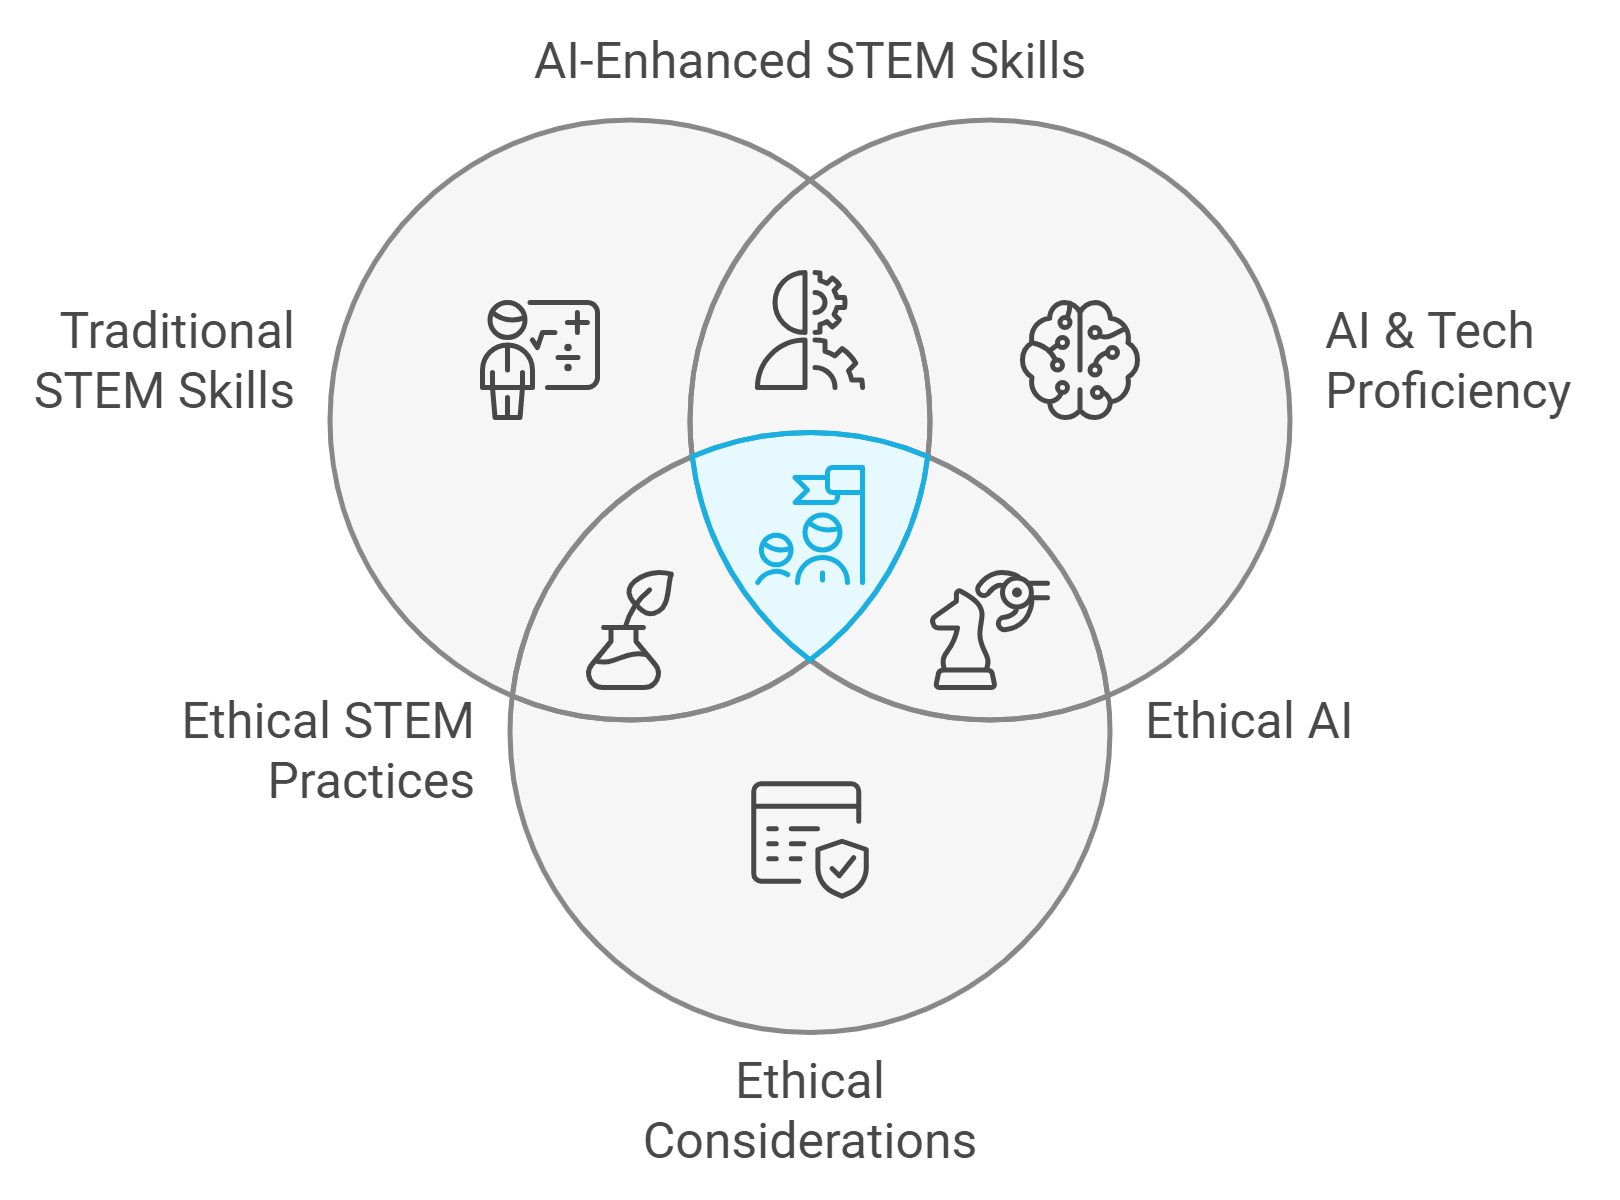 AI-Enhanced STEM Skills
Traditional
STEM Skills
AI & Tech
Proficiency
Ethical STEM
Practices
Ethical AI
Ethical
Considerations